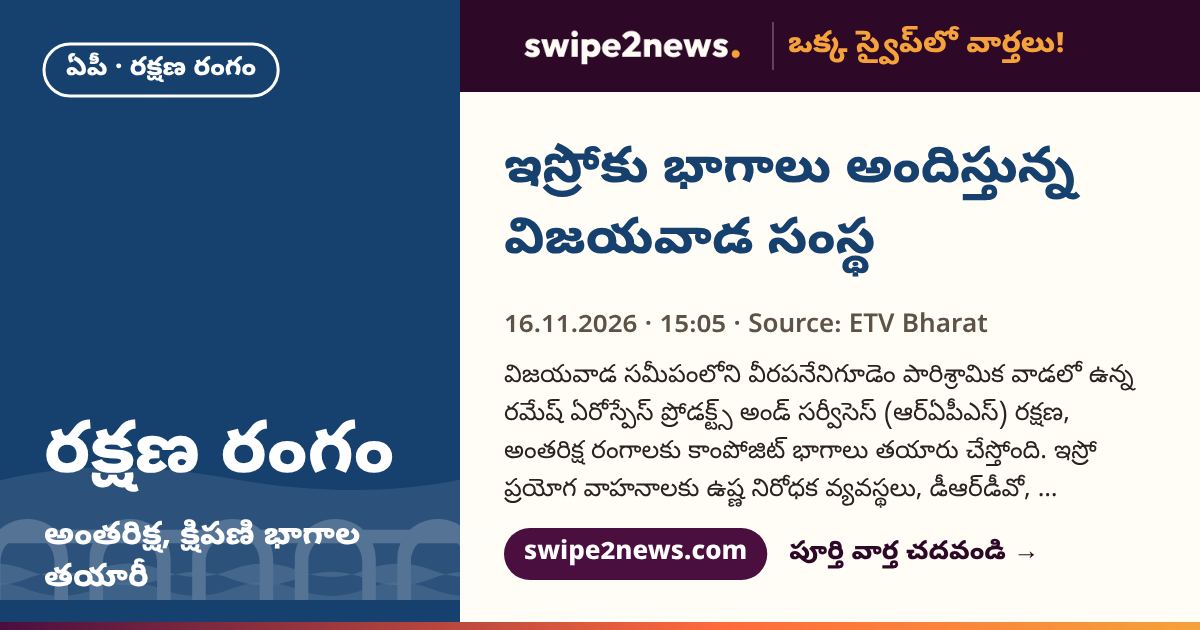 ఏపీ · రక్షణ రంగం
రక్షణ రంగం
అంతరిక్ష, క్షిపణి భాగాల
తయారీ
swipe2news.
ఒక్క స్వైప్‌లో వార్తలు!
ఇస్రోకు భాగాలు అందిస్తున్న
విజయవాడ సంస్థ
16.11.2026 · 15:05 · Source: ETV Bharat
విజయవాడ సమీపంలోని వీరపనేనిగూడెం పారిశ్రామిక వాడలో ఉన్న
రమేష్ ఏరోస్పేస్ ప్రోడక్ట్స్ అండ్ సర్వీసెస్ (ఆర్ఏపీఎస్) రక్షణ,
అంతరిక్ష రంగాలకు కాంపోజిట్ భాగాలు తయారు చేస్తోంది. ఇస్రో
ప్రయోగ వాహనాలకు ఉష్ణ నిరోధక వ్యవస్థలు, డీఆర్‌డీవో, ...
swipe2news.com
పూర్తి వార్త చదవండి →